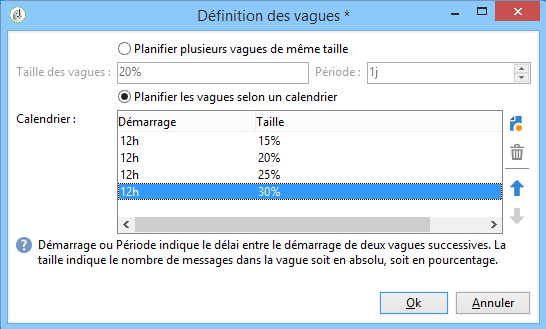 Définition des vagues *
Planifier plusieurs vagues de même taille
Taille des vagues : 20% Période : 1j
Planifier les vagues selon un calendrier
Calendrier : Démarrage Taille
12h 15%
12h 20%
12h 25%
12h 30%
Démarrage ou Période indique le délai entre le démarrage de deux vagues successives. La
taille indique le nombre de messages dans la vague soit en absolu, soit en pourcentage.
Ok Annuler